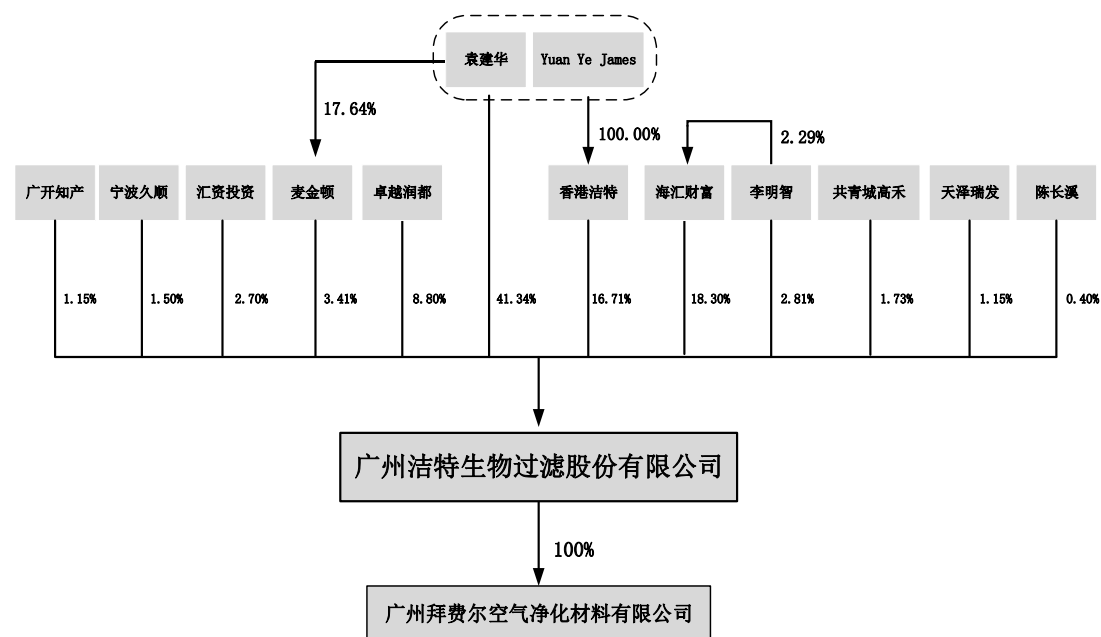 袁建华
Yuan Ye James
17.64%
100.00%
2.29%
广开知产
宁波久顺
汇资投资
麦金顿
卓越润都
香港洁特
海汇财富
李明智
共青城高禾
天泽瑞发
陈长溪
1.15%
1.50%
2.70%
3.41%
8.80%
41.34%
16.71%
18.30%
2.81%
1.73%
1.15%
0.40%
广州洁特生物过滤股份有限公司
100%
广州拜费尔空气净化材料有限公司